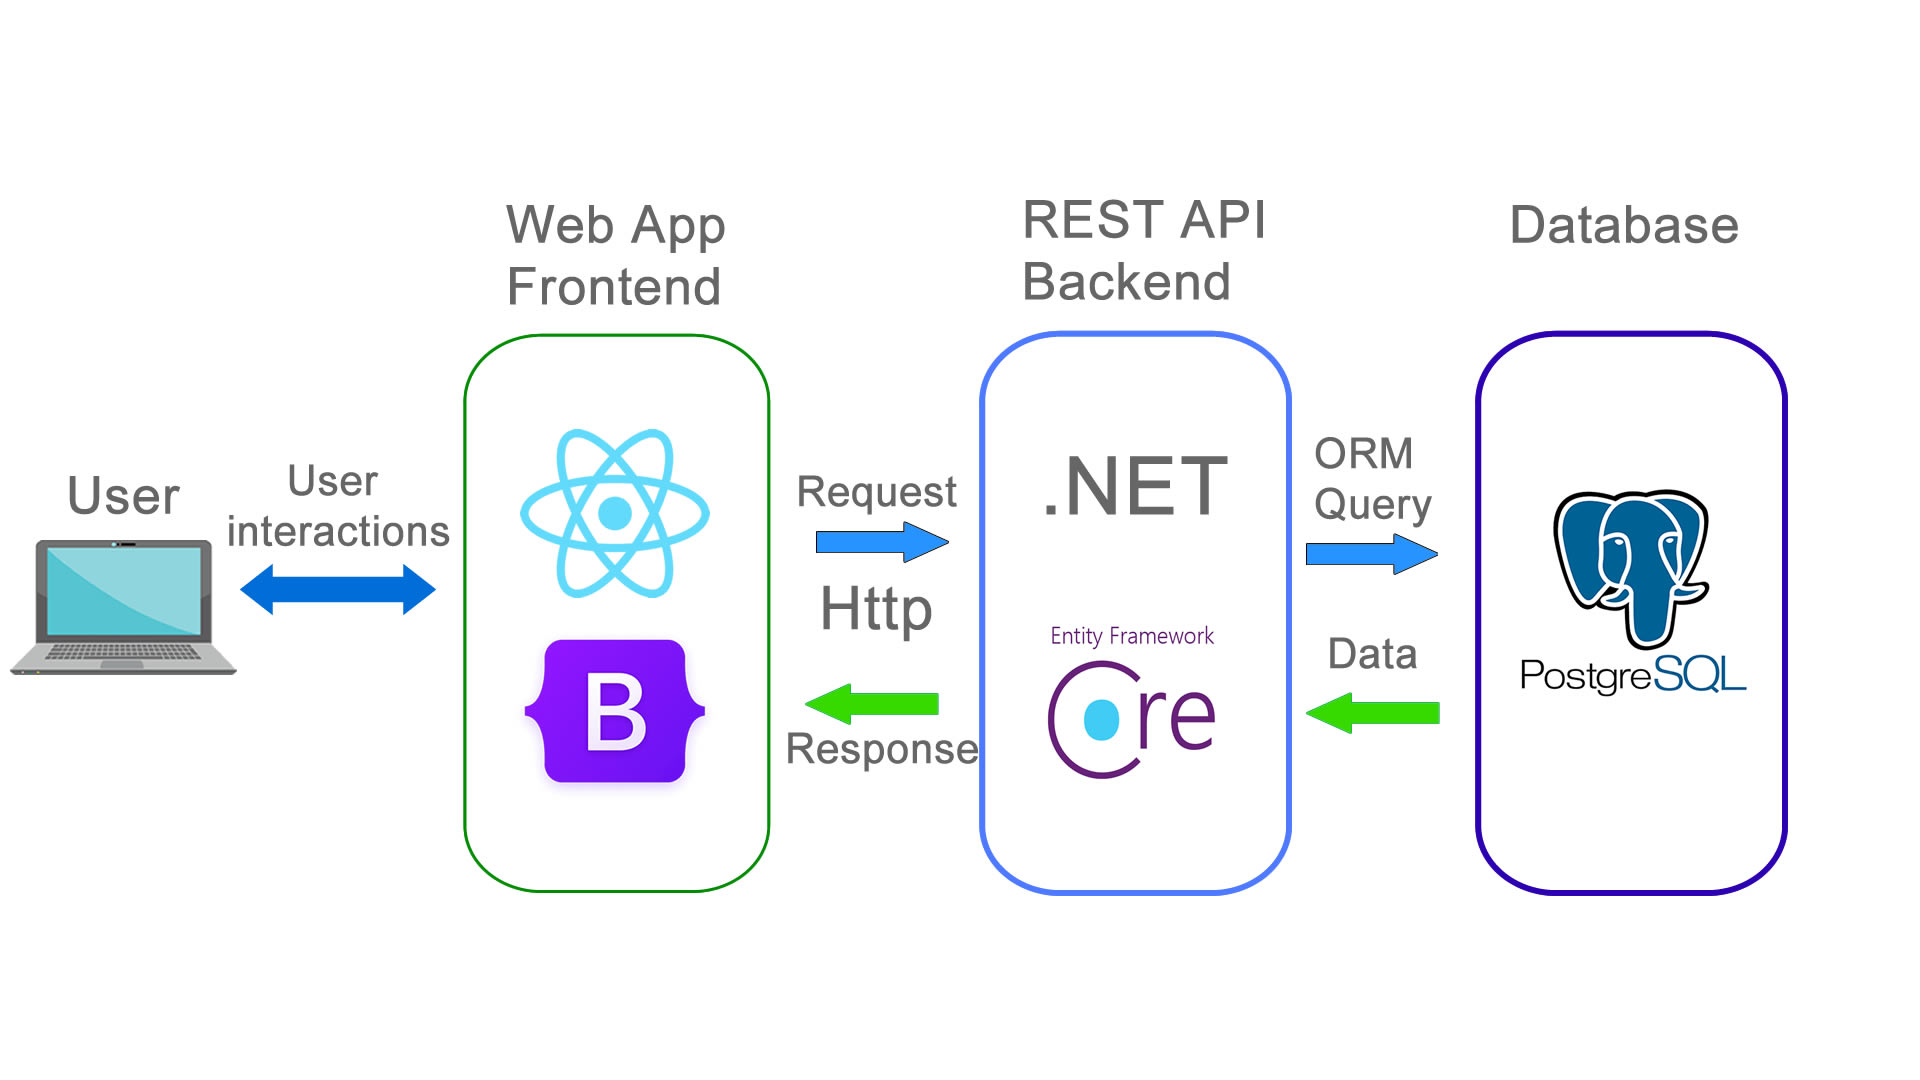 Web App
Frontend
REST API
Backend
Database
User
User
interactions
Request
Http
Response
.NET
Entity Framework
Core
ORM
Query
Data
PostgreSQL
B